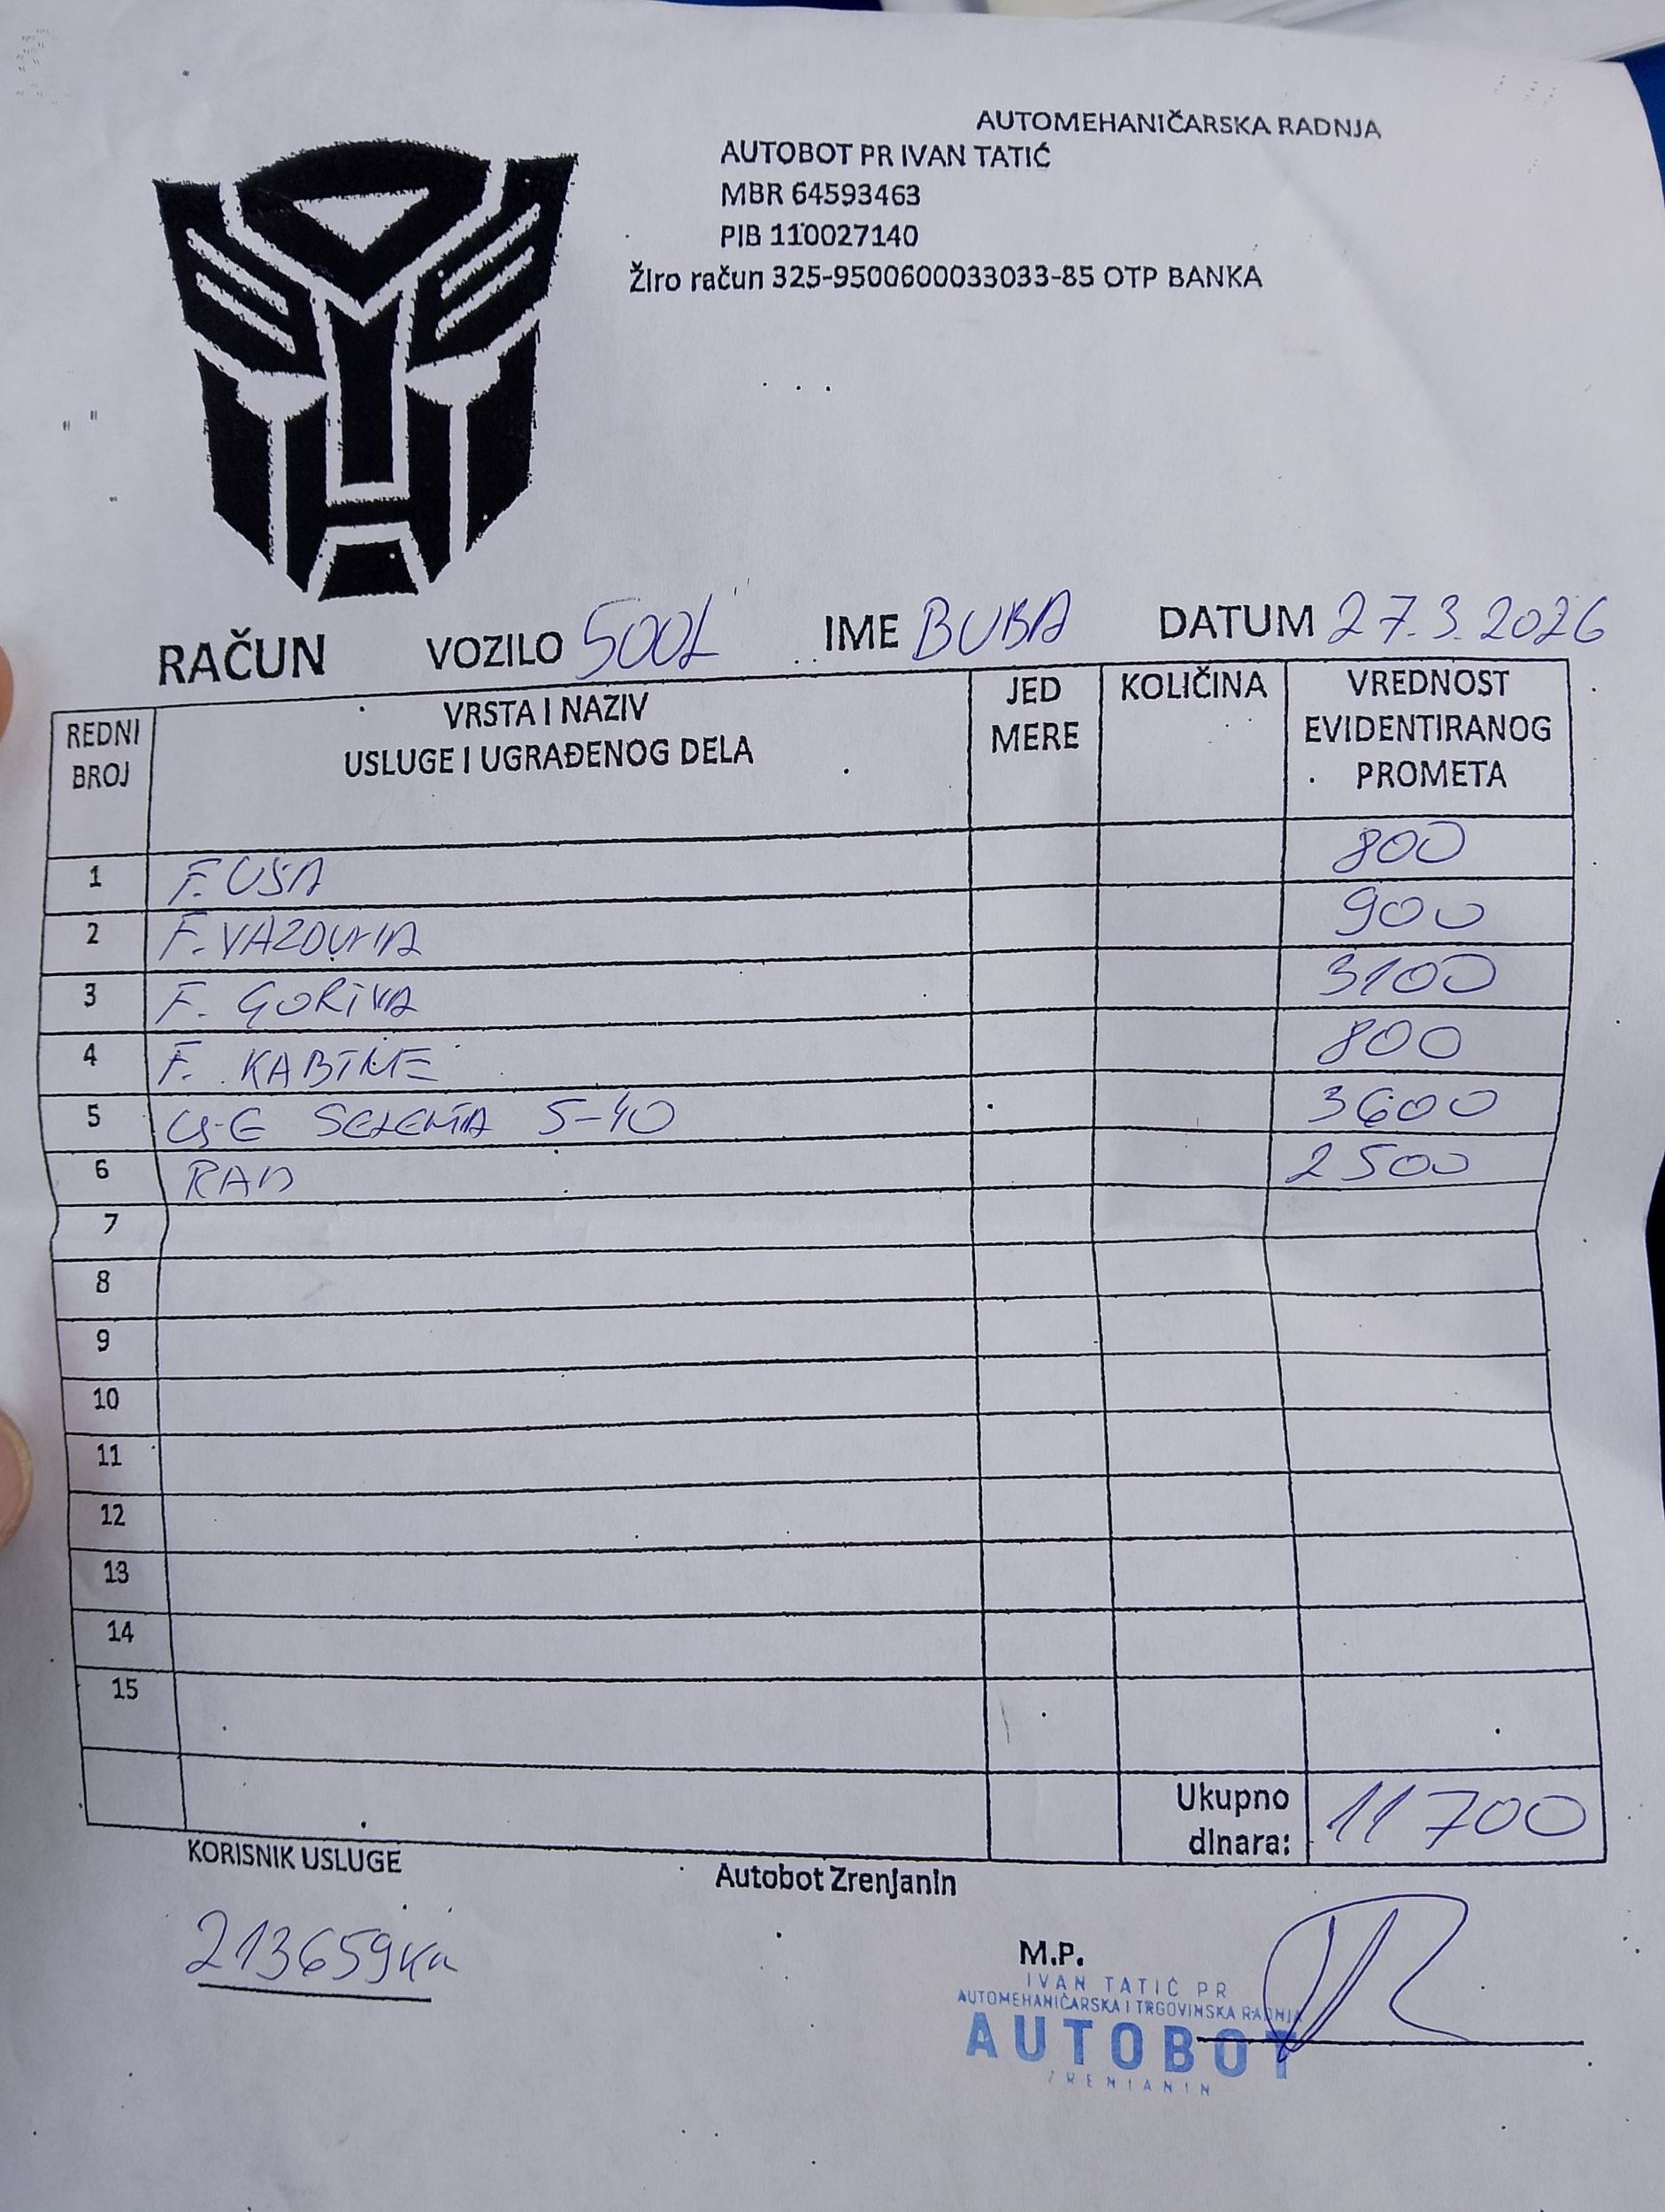 AUTOMEHANIČARSKA RADNJA
AUTOBOT PR IVAN TATIĆ
MBR 64593463
PIB 110027140
Žiro račun 325-9500600033033-85 OTP BANKA
RAČUN VOZILO 500L IME BUBA DATUM 27.3.2026
REDNI BROJ VRSTA I NAZIV USLUGE I UGRAĐENOG DELA JED MERE KOLIČINA VREDNOST EVIDENTIRANOG PROMETA
1 F. ULJA 800
2 F. VAZDUHA 900
3 F. GORIVA 3100
4 F. KABINE 800
5 ULJE SELENIA 5-40 3600
6 RAD 2500
7
8
9
10
11
12
13
14
15
Ukupno dinara: 11 700
KORISNIK USLUGE
Autobot Zrenjanin
213659km
M.P.
IVAN TATIĆ PR
AUTOMEHANIČARSKA I TRGOVINSKA RADNJA
AUTOBOT
ZRENJANIN